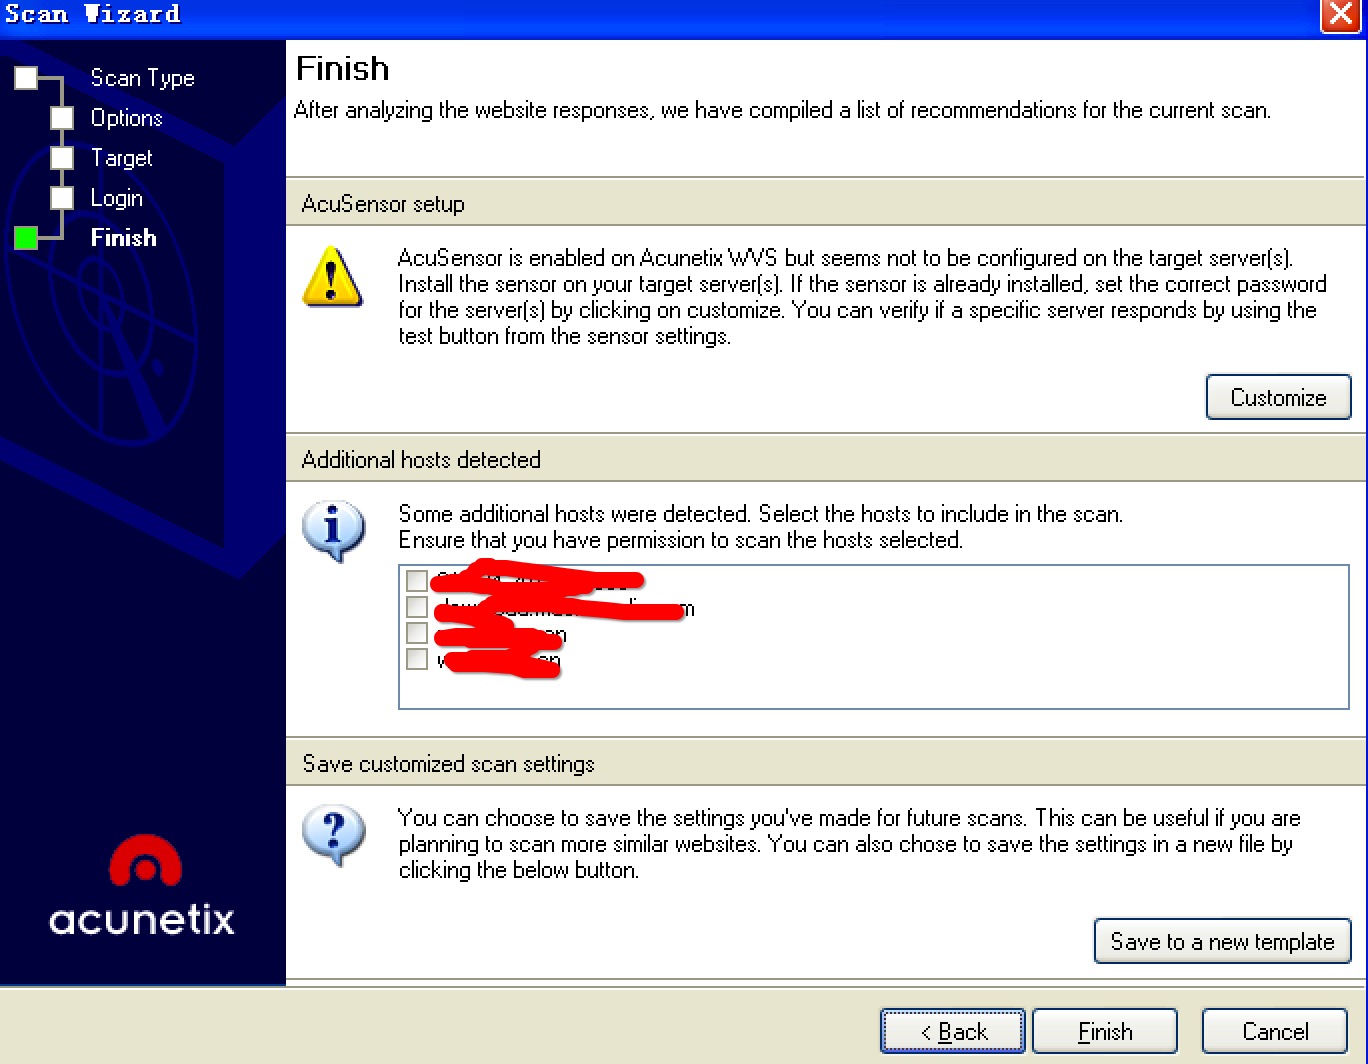 Scan Wizard
Scan Type
Options
Target
Login
Finish
acunetix
Finish
After analyzing the website responses, we have compiled a list of recommendations for the current scan.
AcuSensor setup
AcuSensor is enabled on Acunetix WVS but seems not to be configured on the target server(s).
Install the sensor on your target server(s). If the sensor is already installed, set the correct password
for the server(s) by clicking on customize. You can verify if a specific server responds by using the
test button from the sensor settings.
Customize
Additional hosts detected
Some additional hosts were detected. Select the hosts to include in the scan.
Ensure that you have permission to scan the hosts selected.
Save customized scan settings
You can choose to save the settings you've made for future scans. This can be useful if you are
planning to scan more similar websites. You can also chose to save the settings in a new file by
clicking the below button.
Save to a new template
< Back
Finish
Cancel